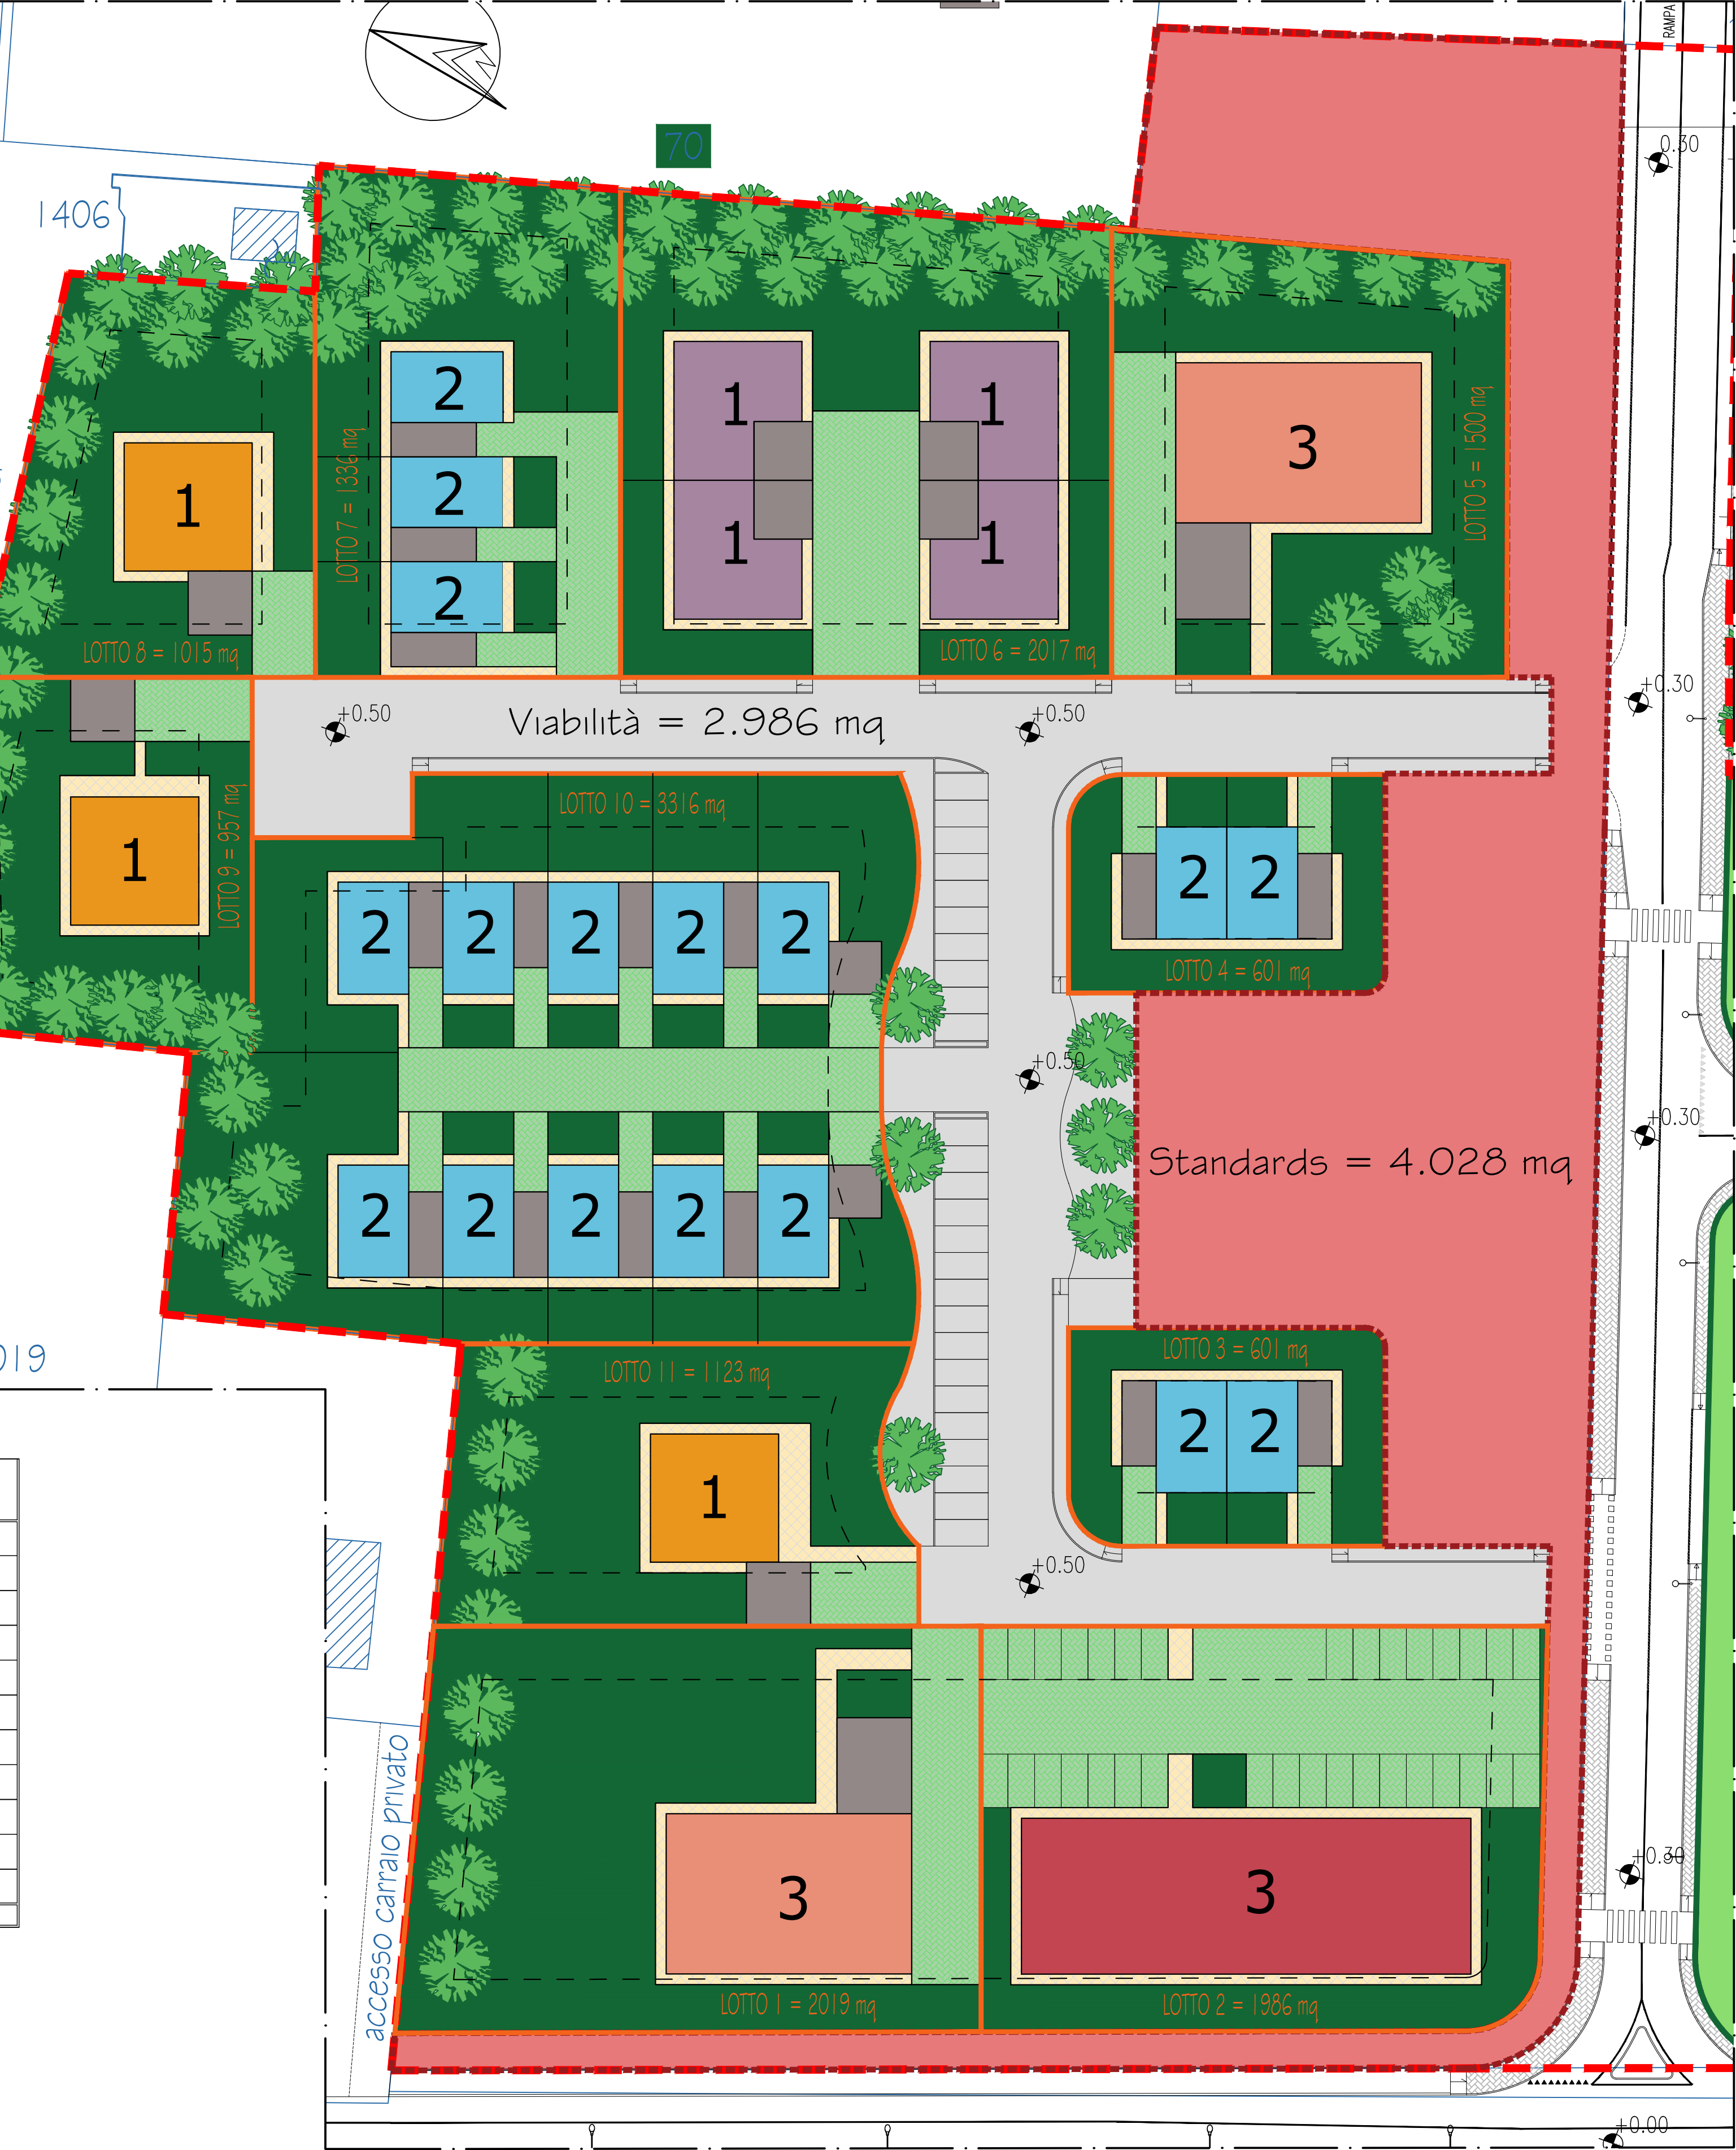 RAMPA
0.30
70
1406
2
2
2
1
1
1
1
3
1
LOTTO 7 = 1336 mq
LOTTO 5 = 1500 mq
LOTTO 8 = 1015 mq
LOTTO 6 = 2017 mq
+0.50
Viabilità = 2.986 mq
+0.50
+0.30
LOTTO 10 = 3316 mq
1
LOTTO 9 = 957 mq
2
2
2
2
2
2
2
LOTTO 4 = 601 mq
+0.50
+0.30
Standards = 4.028 mq
2
2
2
2
2
019
LOTTO 3 = 601 mq
LOTTO 11 = 1123 mq
2
2
1
+0.50
accesso carraio privato
+0.30
3
3
LOTTO 1 = 2019 mq
LOTTO 2 = 1986 mq
+0.00